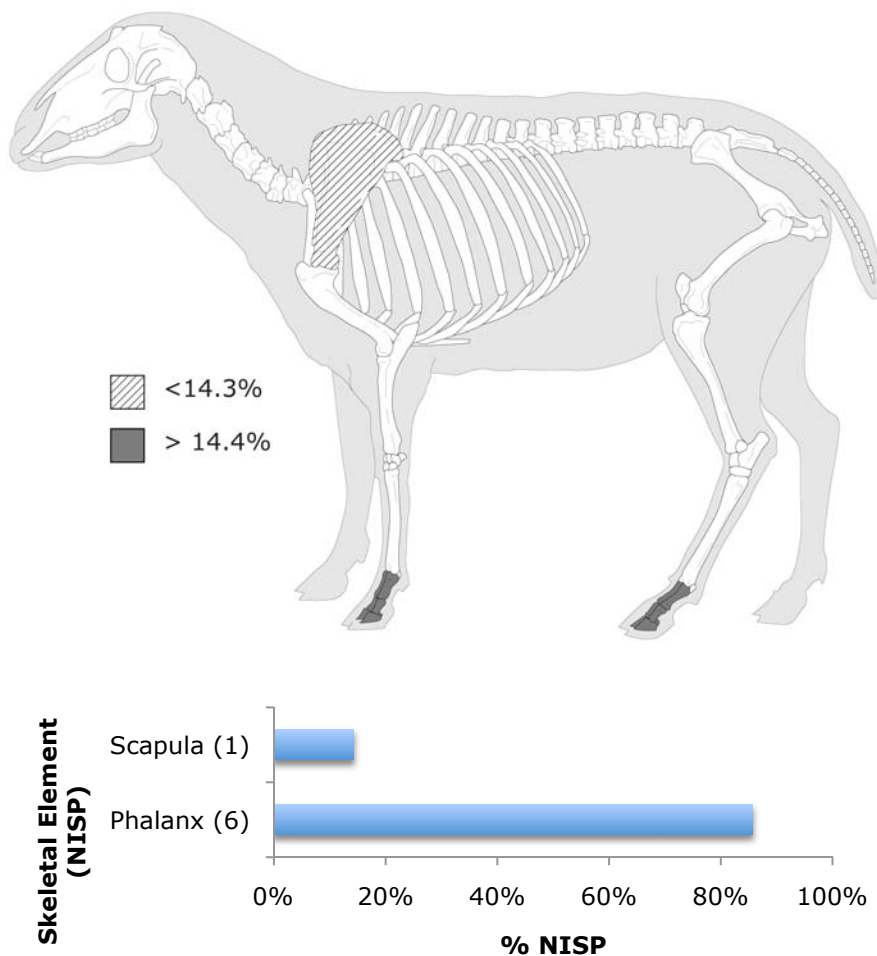 <14.3%
> 14.4%
Skeletal Element
(NISP)
Scapula (1)
Phalanx (6)
0% 20% 40% 60% 80% 100%
% NISP